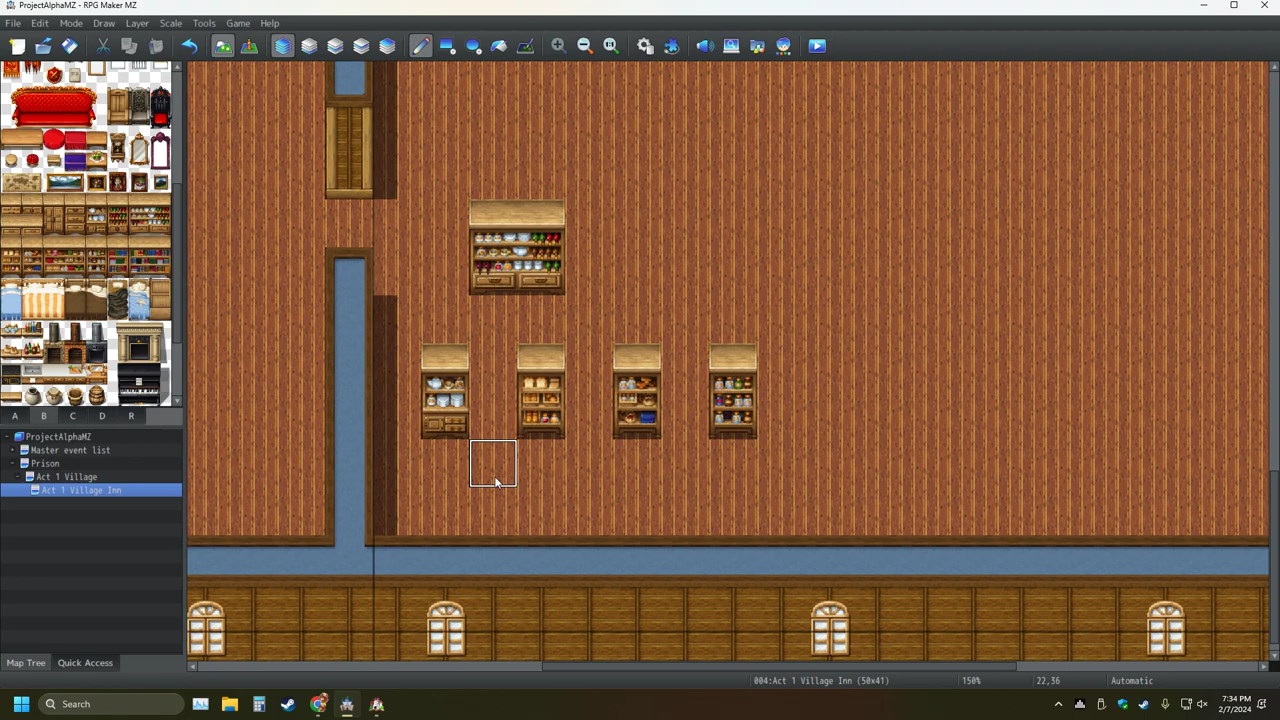 ProjectAlphaMZ - RPG Maker MZ
File Edit Mode Draw Layer Scale Tools Game Help
A B C D R
ProjectAlphaMZ
Master event list
Prison
Act 1 Village
Act 1 Village Inn
Map Tree Quick Access
004:Act 1 Village Inn (50x41) 150% 22,36 Automatic
Search
7:34 PM
2/7/2024